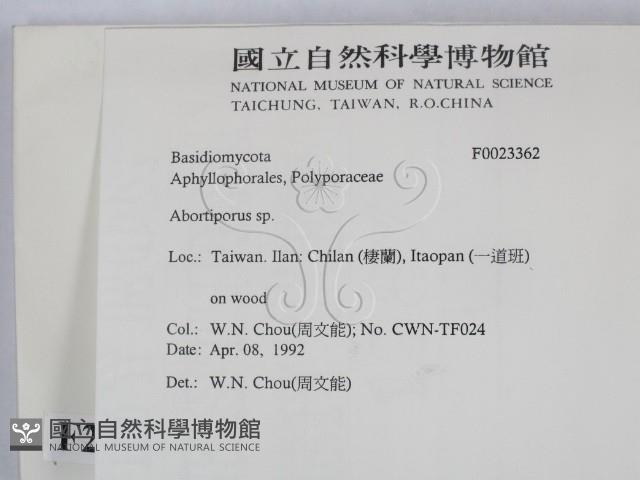 國立自然科學博物館
NATIONAL MUSEUM OF NATURAL SCIENCE
TAICHUNG, TAIWAN, R.O.CHINA
Basidiomycota F0023362
Aphyllophorales, Polyporaceae
Abortiporus sp.
Loc.: Taiwan. Ilan: Chilan (棲蘭), Itaopan (一道班)
on wood
Col.: W.N. Chou(周文能); No. CWN-TF024
Date: Apr. 08, 1992
Det.: W.N. Chou(周文能)
國立自然科學博物館
NATIONAL MUSEUM OF NATURAL SCIENCE